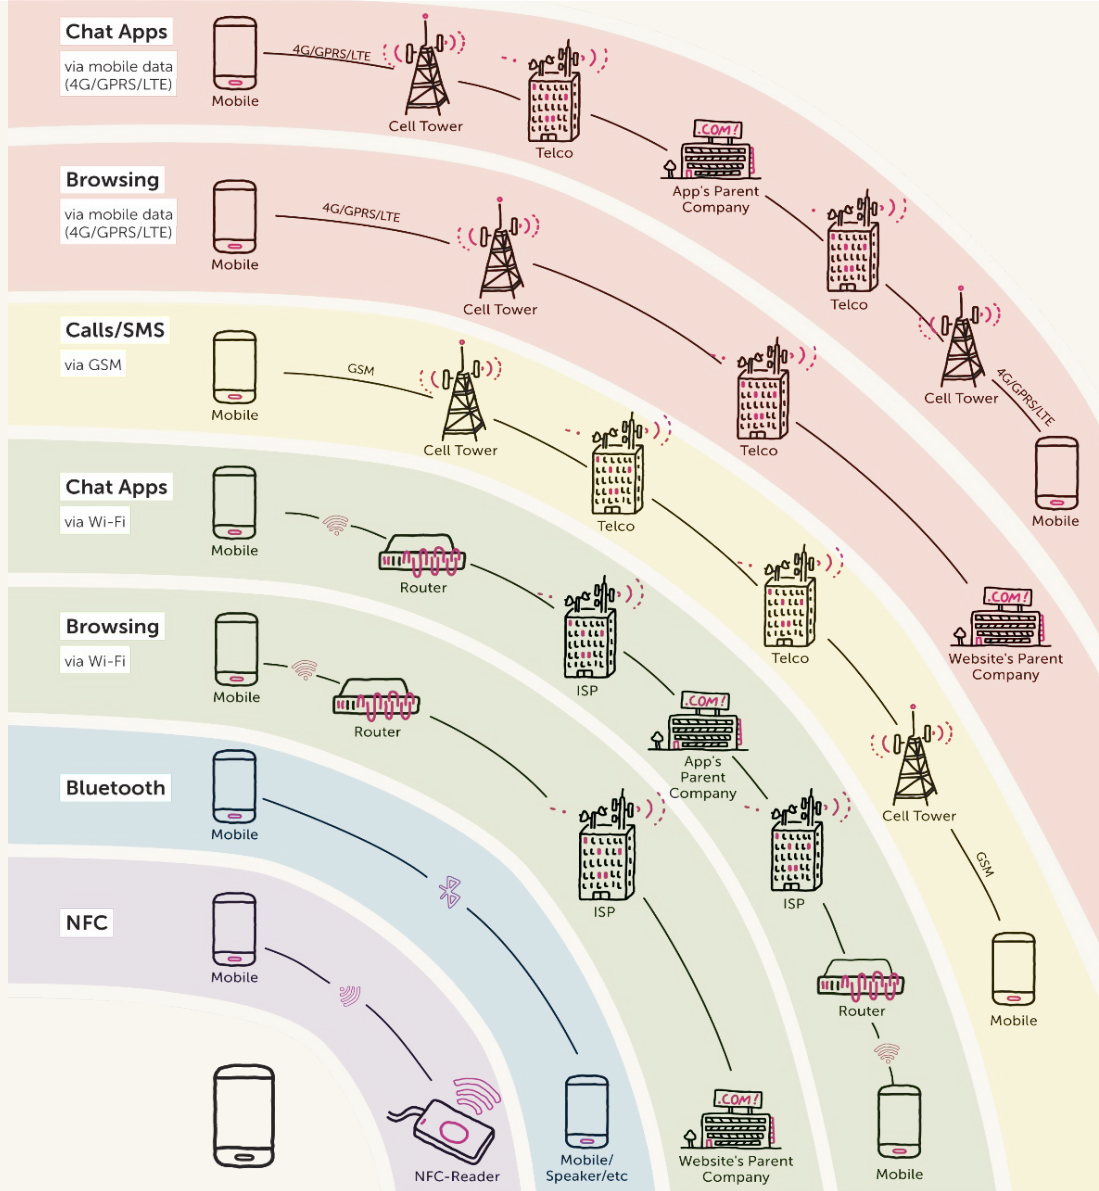 Chat Apps
via mobile data
(4G/GPRS/LTE)
Mobile
4G/GPRS/LTE
Cell Tower
Telco
.COM!
App's Parent
Company
Telco
Cell Tower
4G/GPRS/LTE
Mobile
Browsing
via mobile data
(4G/GPRS/LTE)
Mobile
4G/GPRS/LTE
Cell Tower
Telco
.COM!
Website's Parent
Company
Calls/SMS
via GSM
Mobile
GSM
Cell Tower
Telco
Telco
Cell Tower
GSM
Mobile
Chat Apps
via Wi-Fi
Mobile
Router
ISP
.COM!
App's
Parent
Company
ISP
Router
Mobile
Browsing
via Wi-Fi
Mobile
Router
ISP
.COM!
Website's Parent
Company
Bluetooth
Mobile
Mobile/
Speaker/etc
NFC
Mobile
NFC-Reader